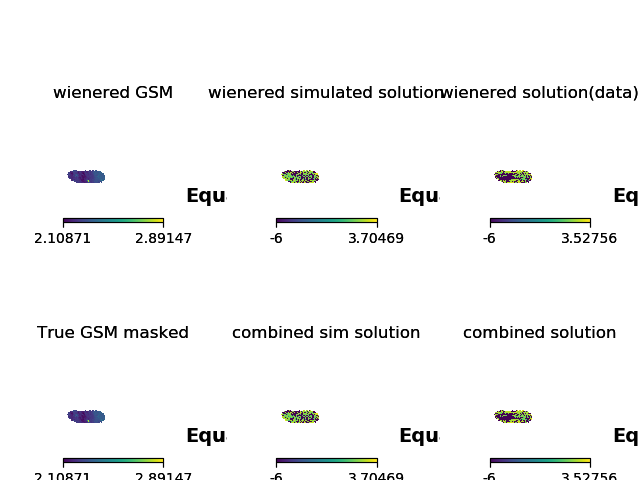 wienered GSM
wienered simulated solution
wienered solution(data)
Equ
Equ
Eq
2.10871 2.89147
-6 3.70469
-6 3.52756
True GSM masked
combined sim solution
combined solution
Equ
Equ
Eq
2.10871 2.89147
-6 3.70469
-6 3.52756